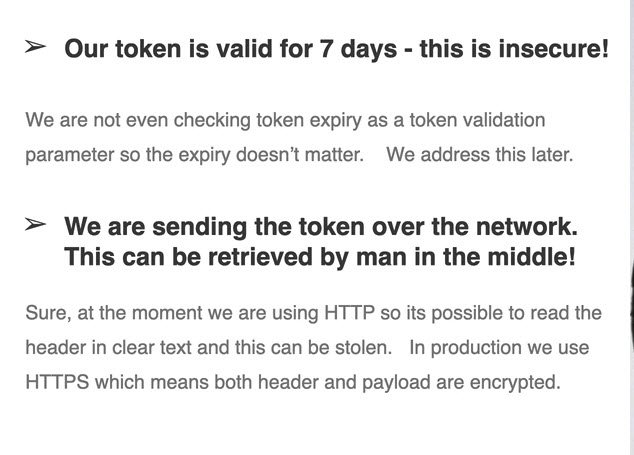 ➢ Our token is valid for 7 days - this is insecure!
We are not even checking token expiry as a token validation
parameter so the expiry doesn’t matter. We address this later.
➢ We are sending the token over the network.
This can be retrieved by man in the middle!
Sure, at the moment we are using HTTP so its possible to read the
header in clear text and this can be stolen. In production we use
HTTPS which means both header and payload are encrypted.